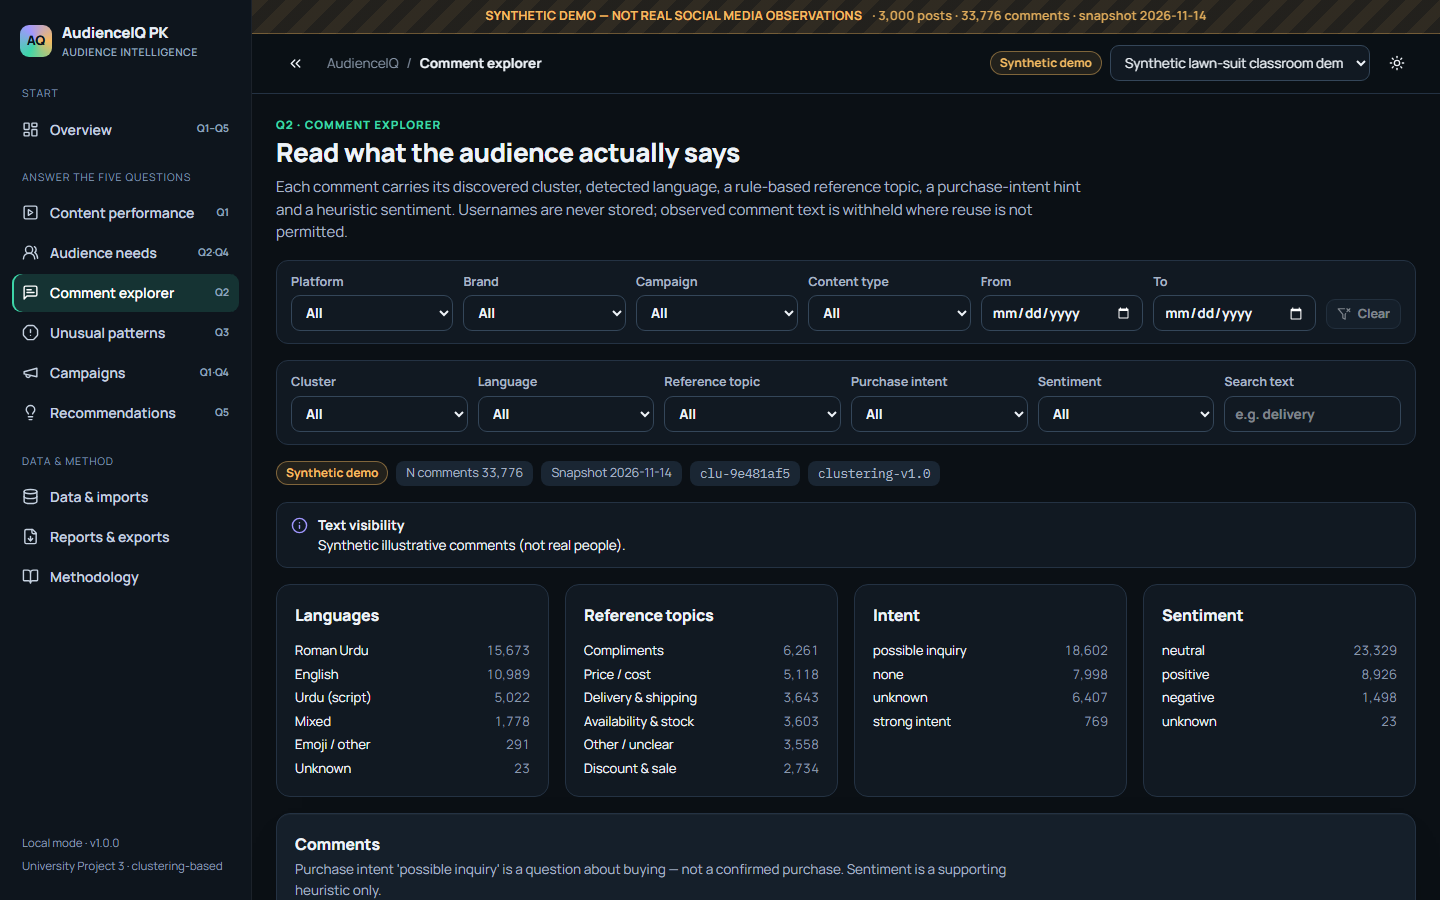 SYNTHETIC DEMO — NOT REAL SOCIAL MEDIA OBSERVATIONS · 3,000 posts · 33,776 comments · snapshot 2026-11-14
AQ
AudienceIQ PK
AUDIENCE INTELLIGENCE
START
Overview Q1–Q5
ANSWER THE FIVE QUESTIONS
Content performance Q1
Audience needs Q2·Q4
Comment explorer Q2
Unusual patterns Q3
Campaigns Q1·Q4
Recommendations Q5
DATA & METHOD
Data & imports
Reports & exports
Methodology
Local mode · v1.0.0
University Project 3 · clustering-based
AudienceIQ / Comment explorer
Synthetic demo
Synthetic lawn-suit classroom dem
Q2 · COMMENT EXPLORER
Read what the audience actually says
Each comment carries its discovered cluster, detected language, a rule-based reference topic, a purchase-intent hint
and a heuristic sentiment. Usernames are never stored; observed comment text is withheld where reuse is not
permitted.
Platform Brand Campaign Content type From To
All All All All mm/dd/yyyy mm/dd/yyyy Clear
Cluster Language Reference topic Purchase intent Sentiment Search text
All All All All All e.g. delivery
Synthetic demo N comments 33,776 Snapshot 2026-11-14 clu-9e481af5 clustering-v1.0
Text visibility
Synthetic illustrative comments (not real people).
Languages
Roman Urdu 15,673
English 10,989
Urdu (script) 5,022
Mixed 1,778
Emoji / other 291
Unknown 23
Reference topics
Compliments 6,261
Price / cost 5,118
Delivery & shipping 3,643
Availability & stock 3,603
Other / unclear 3,558
Discount & sale 2,734
Intent
possible inquiry 18,602
none 7,998
unknown 6,407
strong intent 769
Sentiment
neutral 23,329
positive 8,926
negative 1,498
unknown 23
Comments
Purchase intent 'possible inquiry' is a question about buying — not a confirmed purchase. Sentiment is a supporting
heuristic only.